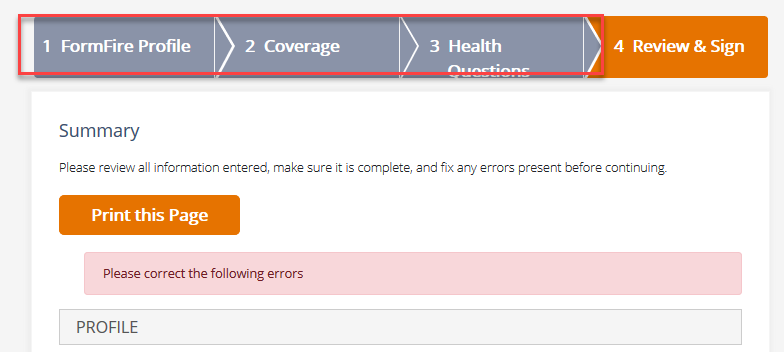 1 FormFire Profile
2 Coverage
3 Health
Questions
4 Review & Sign
Summary
Please review all information entered, make sure it is complete, and fix any errors present before continuing.
Print this Page
Please correct the following errors
PROFILE